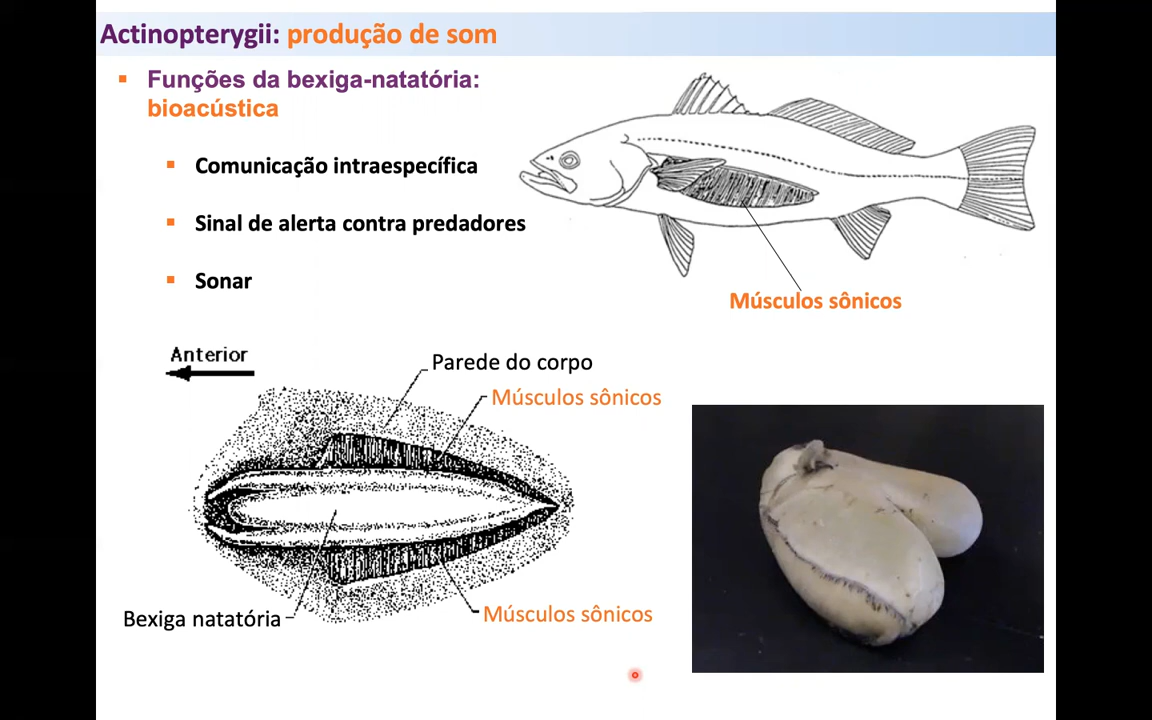 Actinopterygii: produção de som
Funções da bexiga-natatória:
bioacústica
Comunicação intraespecífica
Sinal de alerta contra predadores
Sonar
Músculos sônicos
Anterior
Parede do corpo
Músculos sônicos
Bexiga natatória
Músculos sônicos